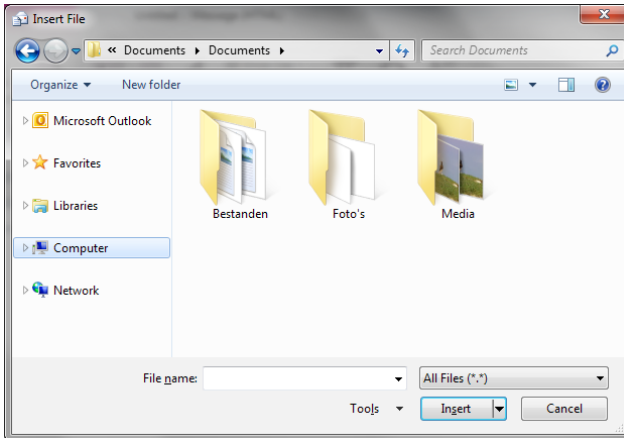 Insert File
« Documents Documents
Search Documents
Organize New folder
Microsoft Outlook
Favorites
Libraries
Computer
Network
Bestanden
Foto's
Media
File name:
All Files (*.*)
Tools
Insert
Cancel